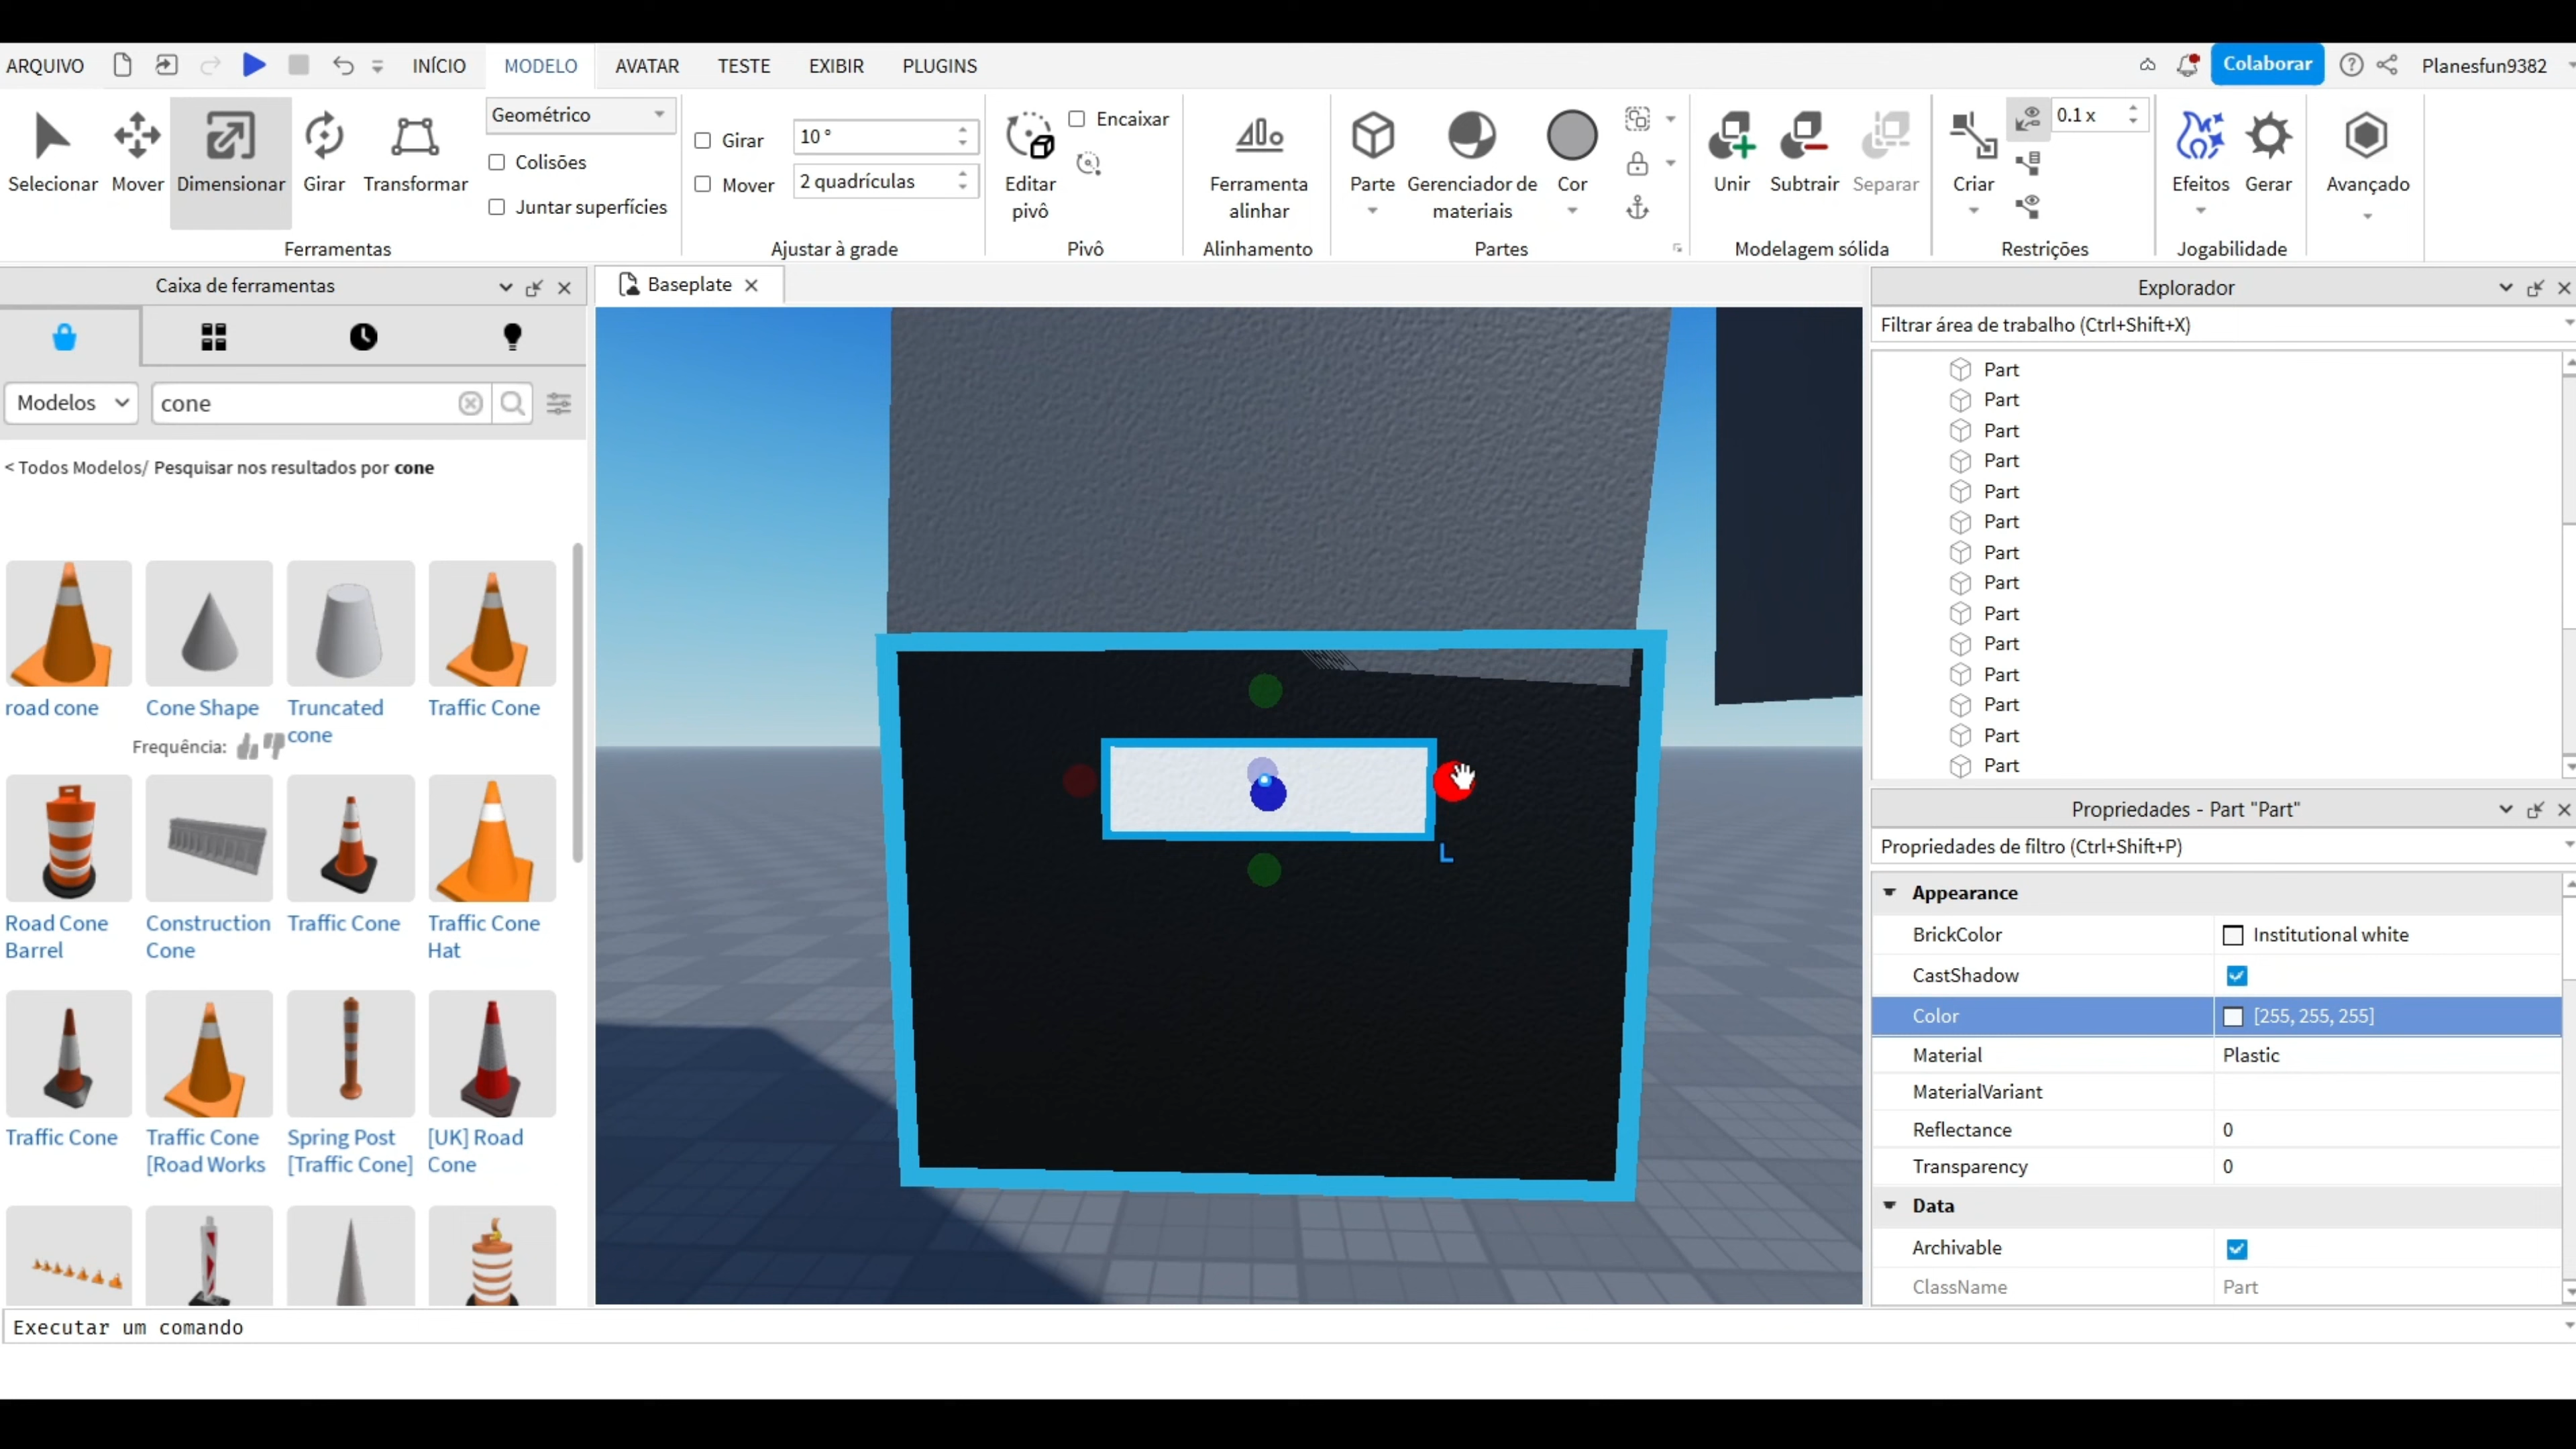 ARQUIVO INÍCIO MODELO AVATAR TESTE EXIBIR PLUGINS Colaborar Planesfun9382
Selecionar Mover Dimensionar Girar Transformar
Geométrico
Colisões
Juntar superfícies
Ferramentas
Girar 10 °
Mover 2 quadrículas
Ajustar à grade
Editar
pivô
Encaixar
Pivô
Ferramenta
alinhar
Alinhamento
Parte
Gerenciador de
materiais
Cor
Partes
Unir Subtrair Separar
Modelagem sólida
Criar
0.1 x
Restrições
Efeitos Gerar
Jogabilidade
Avançado
Caixa de ferramentas
Modelos
cone
< Todos Modelos/ Pesquisar nos resultados por cone
road cone
Cone Shape
Truncated
cone
Traffic Cone
Frequência:
Road Cone
Barrel
Construction
Cone
Traffic Cone
Traffic Cone
Hat
Traffic Cone
Traffic Cone
[Road Works
Spring Post
[Traffic Cone]
[UK] Road
Cone
Baseplate
L
Explorador
Filtrar área de trabalho (Ctrl+Shift+X)
Part
Part
Part
Part
Part
Part
Part
Part
Part
Part
Part
Part
Part
Part
Propriedades - Part "Part"
Propriedades de filtro (Ctrl+Shift+P)
Appearance
BrickColor Institutional white
CastShadow
Color [255, 255, 255]
Material Plastic
MaterialVariant
Reflectance 0
Transparency 0
Data
Archivable
ClassName Part
Executar um comando